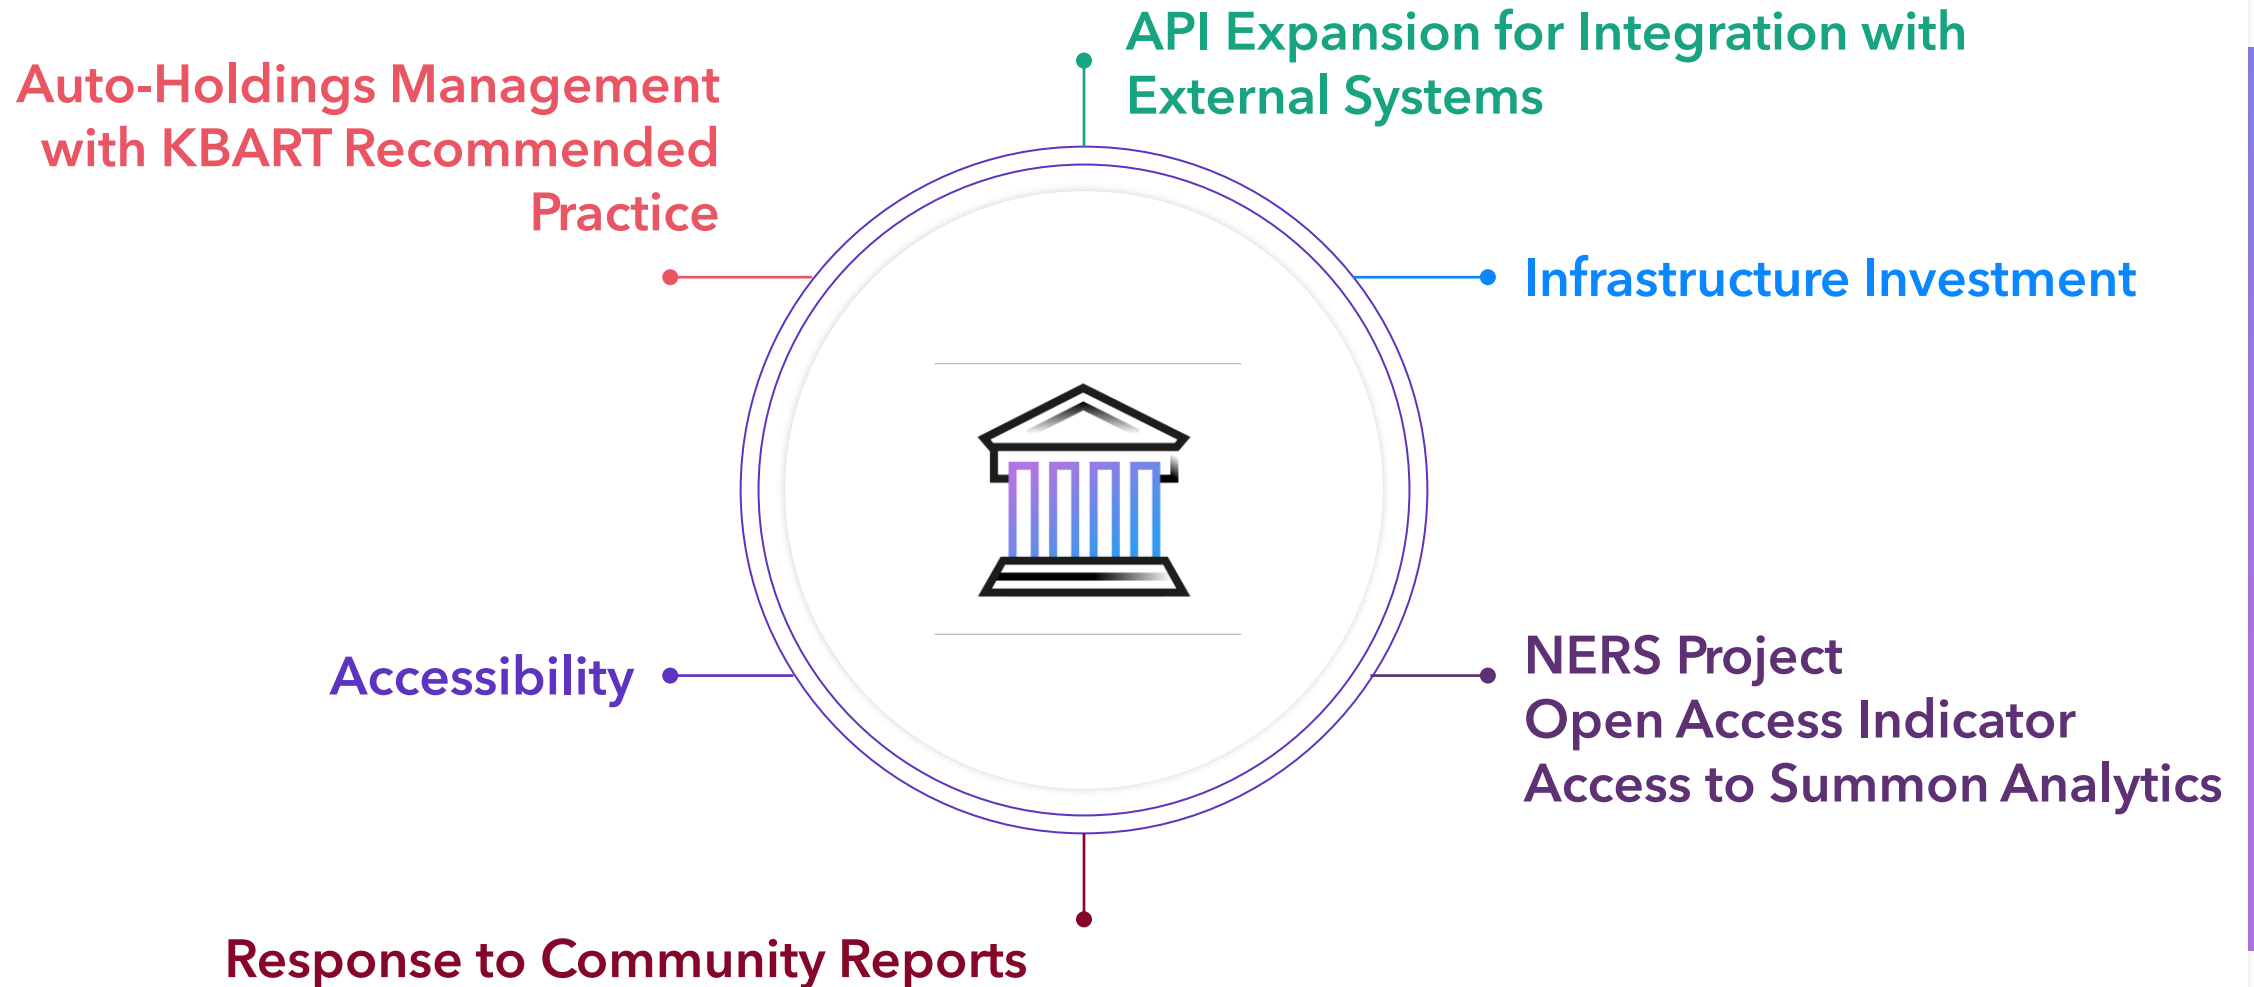 API Expansion for Integration with
External Systems
Auto-Holdings Management
with KBART Recommended
Practice
Infrastructure Investment
Accessibility
NERS Project
Open Access Indicator
Access to Summon Analytics
Response to Community Reports